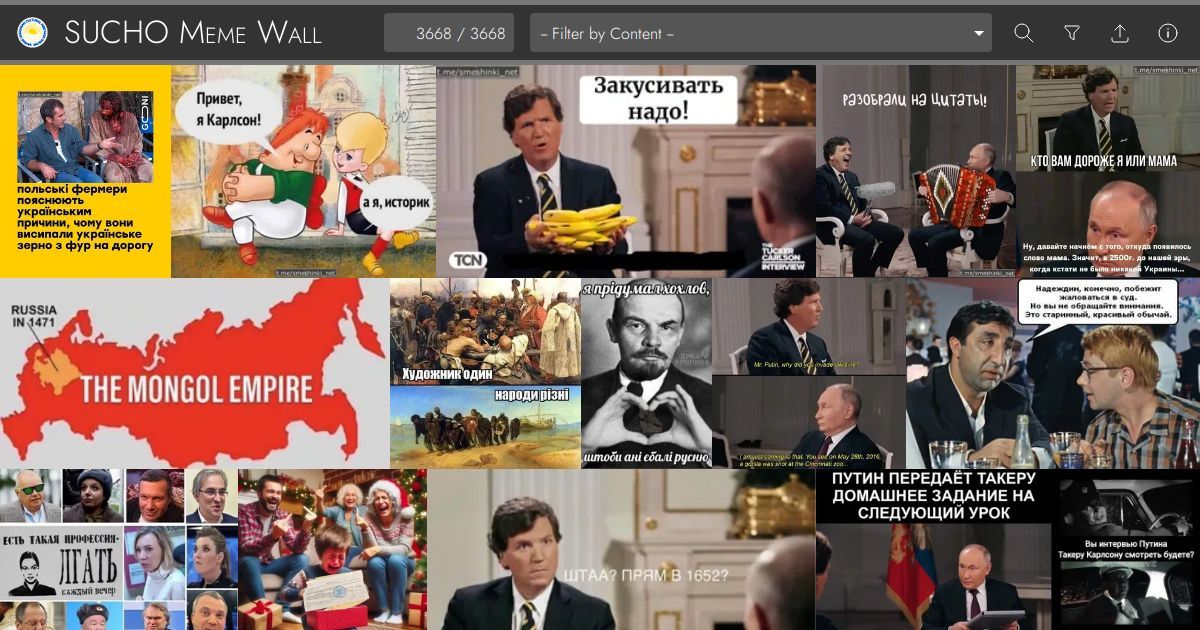 SUCHO Meme Wall
3668 / 3668
-- Filter by Content --
GOONI
польські фермери
пояснюють
українським
причини, чому вони
висипали українське
зерно з фур на дорогу
t.me/smeshinki_net
Привет,
я Карлсон!
а я, историк
t.me/smeshinki_net
Закусивать
надо!
TCN
THE
TUCKER
CARLSON
INTERVIEW
РАЗОБРАЛИ НА ЦИТАТЫ!
t.me/smeshinki_net
t.me/smeshinki_net
КТО ВАМ ДОРОЖЕ Я ИЛИ МАМА
Ну, давайте начнём с того, откуда появилось
слово мама. Значит, в 2500г. до нашей эры,
когда кстати не было никакой Украины...
RUSSIA
IN 1471
THE MONGOL EMPIRE
Художник один
народи різні
я прідумал хохлов,
ДИКА
КРОПИВА
штоби ані єбалі русню
Mr. Putin, why did you invade ukraine?
I am just coming to that. You see on May 28th, 2016,
a gorilla was shot at the Cincinnati zoo...
Надеждин, конечно, побежит
жаловаться в суд.
Но вы не обращайте внимания.
Это старинный, красивый обычай.
ЕСТЬ ТАКАЯ ПРОФЕССИЯ-
ЛГАТЬ
каждый вечер
ШТАА? ПРЯМ В 1652?
ПУТИН ПЕРЕДАЁТ ТАКЕРУ
ДОМАШНЕЕ ЗАДАНИЕ НА
СЛЕДУЮЩИЙ УРОК
Вы интервью Путина
Такеру Карлсону смотреть будете?